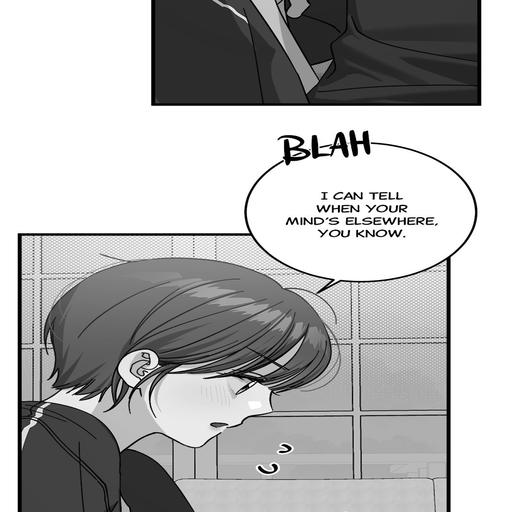 BLAH
I CAN TELL
WHEN YOUR
MIND'S ELSEWHERE,
YOU KNOW.